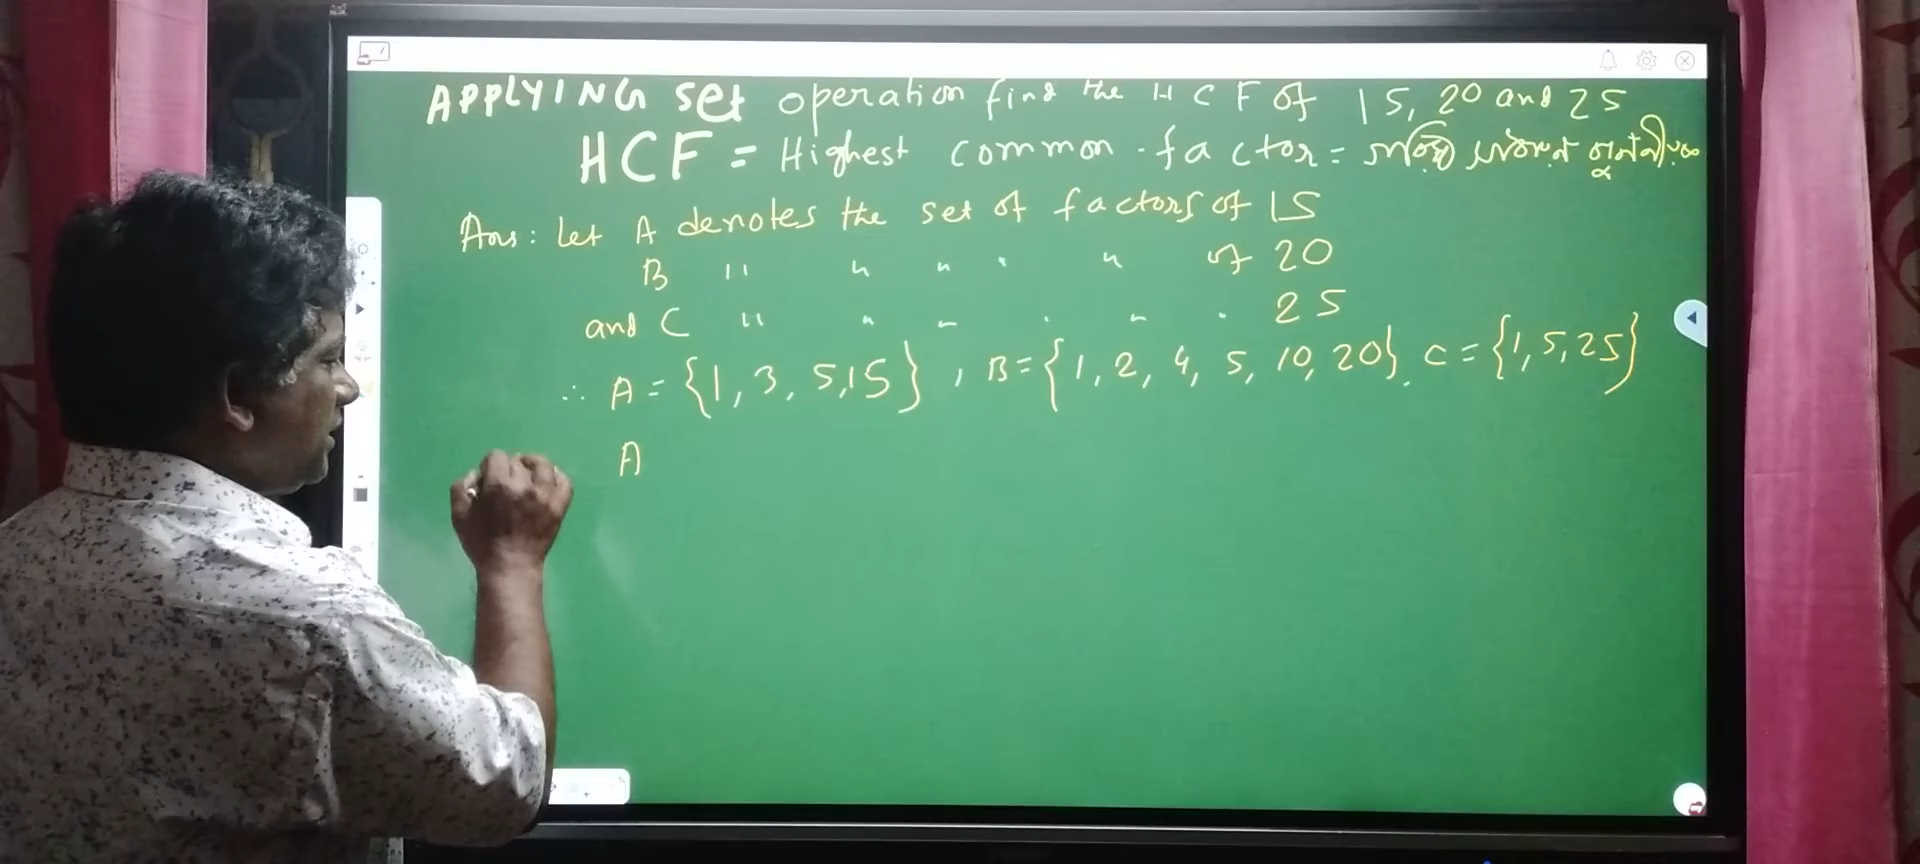 APPLYING set operation find the HCF of 15, 20 and 25
HCF = Highest common factor =
Ans: Let A denotes the set of factors of 15
B " " " " " of 20
and C " " " " " " 25
∴ A = {1, 3, 5, 15}, B = {1, 2, 4, 5, 10, 20}, C = {1, 5, 25}
A